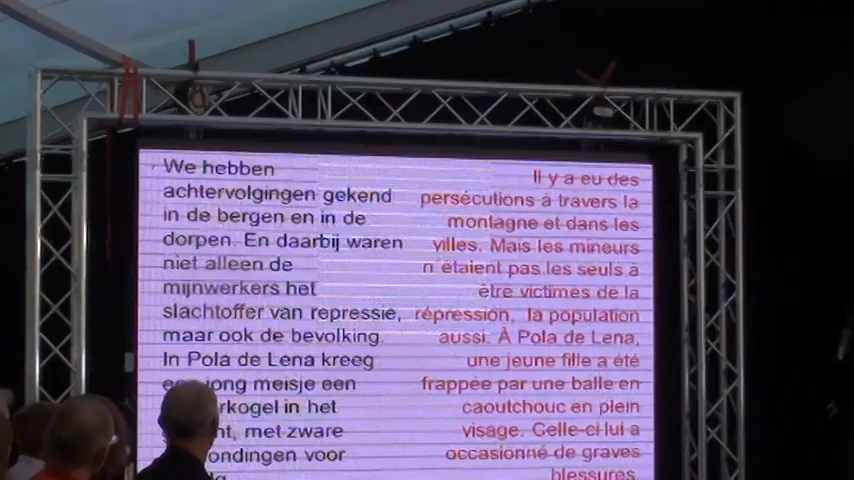 We hebben
achtervolgingen gekend
in de bergen en in de
dorpen. En daarbij waren
niet alleen de
mijnwerkers het
slachtoffer van repressie,
maar ook de bevolking.
In Pola de Lena kreeg
een jong meisje een
rkogel in het
nt, met zware
ondingen voor
Il y a eu des
persécutions à travers la
montagne et dans les
villes. Mais les mineurs
n'étaient pas les seuls à
être victimes de la
répression, la population
aussi. À Pola de Lena,
une jeune fille a été
frappée par une balle en
caoutchouc en plein
visage. Celle-ci lui a
occasionné de graves
blessures